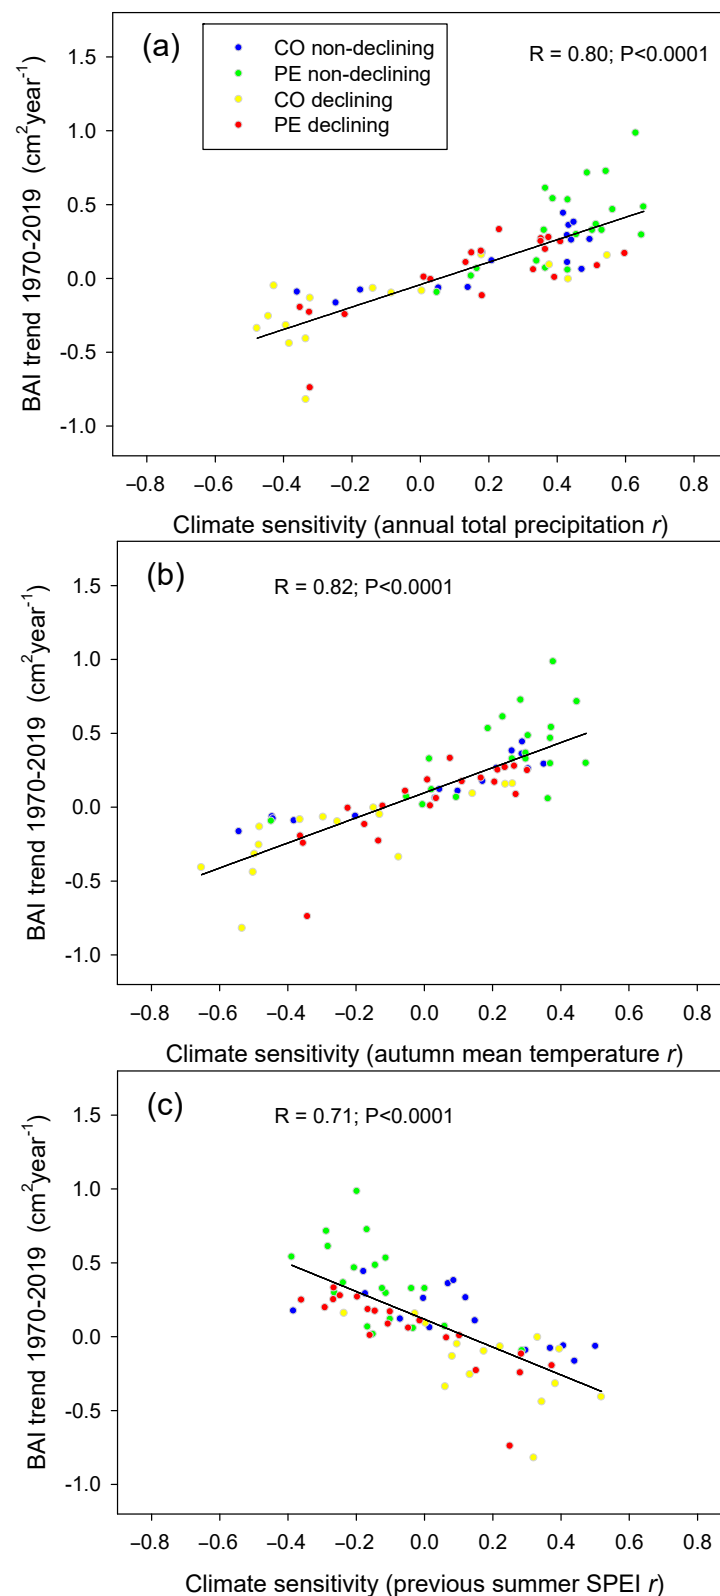 (a)
CO non-declining
PE non-declining
CO declining
PE declining
R = 0.80; P<0.0001
BAI trend 1970-2019 (cm²year⁻¹)
1.5
1.0
0.5
0.0
-0.5
-1.0
−0.8 −0.6 −0.4 −0.2 0.0 0.2 0.4 0.6 0.8
Climate sensitivity (annual total precipitation r)
(b)
R = 0.82; P<0.0001
BAI trend 1970-2019 (cm²year⁻¹)
1.5
1.0
0.5
0.0
-0.5
-1.0
−0.8 −0.6 −0.4 −0.2 0.0 0.2 0.4 0.6 0.8
Climate sensitivity (autumn mean temperature r)
(c)
R = 0.71; P<0.0001
BAI trend 1970-2019 (cm²year⁻¹)
1.5
1.0
0.5
0.0
-0.5
-1.0
−0.8 −0.6 −0.4 −0.2 0.0 0.2 0.4 0.6 0.8
Climate sensitivity (previous summer SPEI r)